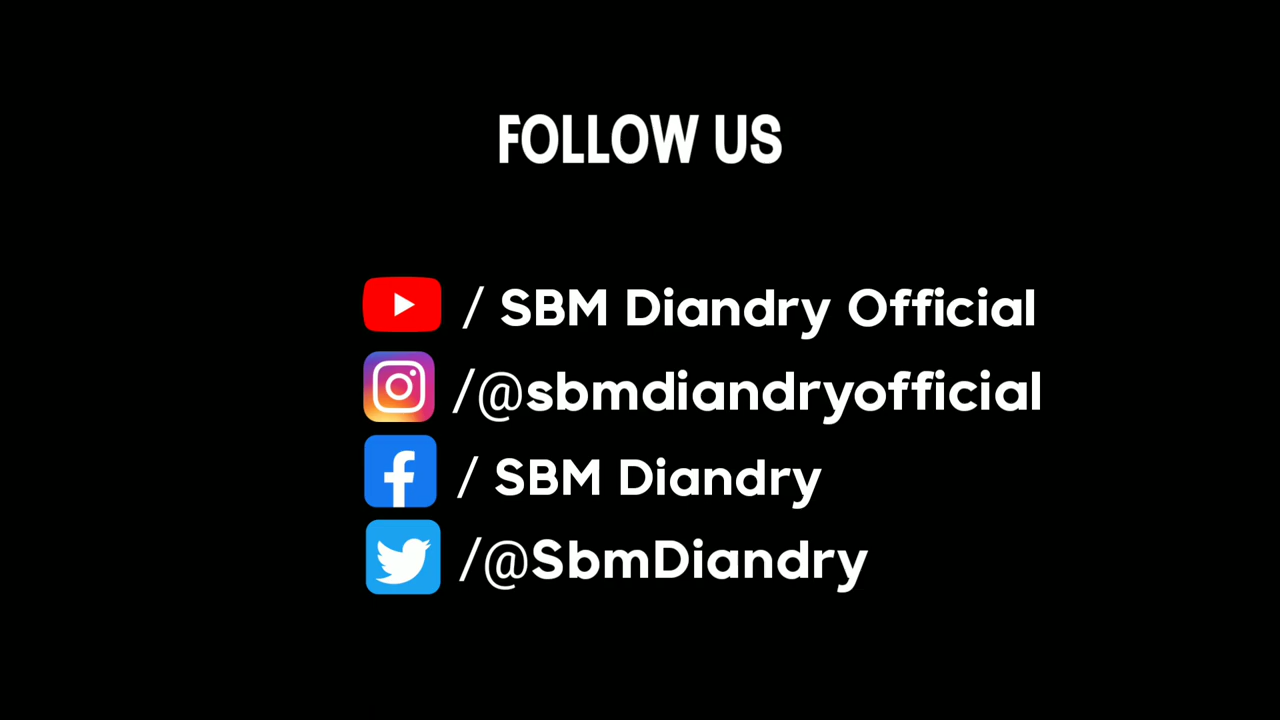 FOLLOW US
/ SBM Diandry Official
/@sbmdiandryofficial
/ SBM Diandry
/@SbmDiandry